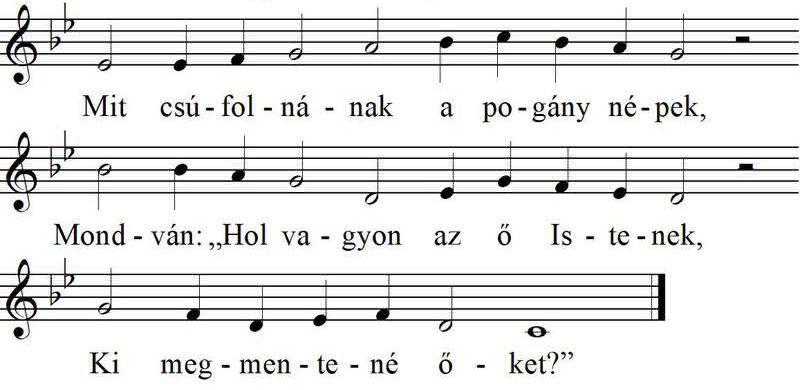 Mit csú-fol-ná-nak a po-gány né-pek,
Mond-ván: „Hol va-gyon az ő Is-te-nek,
Ki meg-men-te-né ő-ket?”